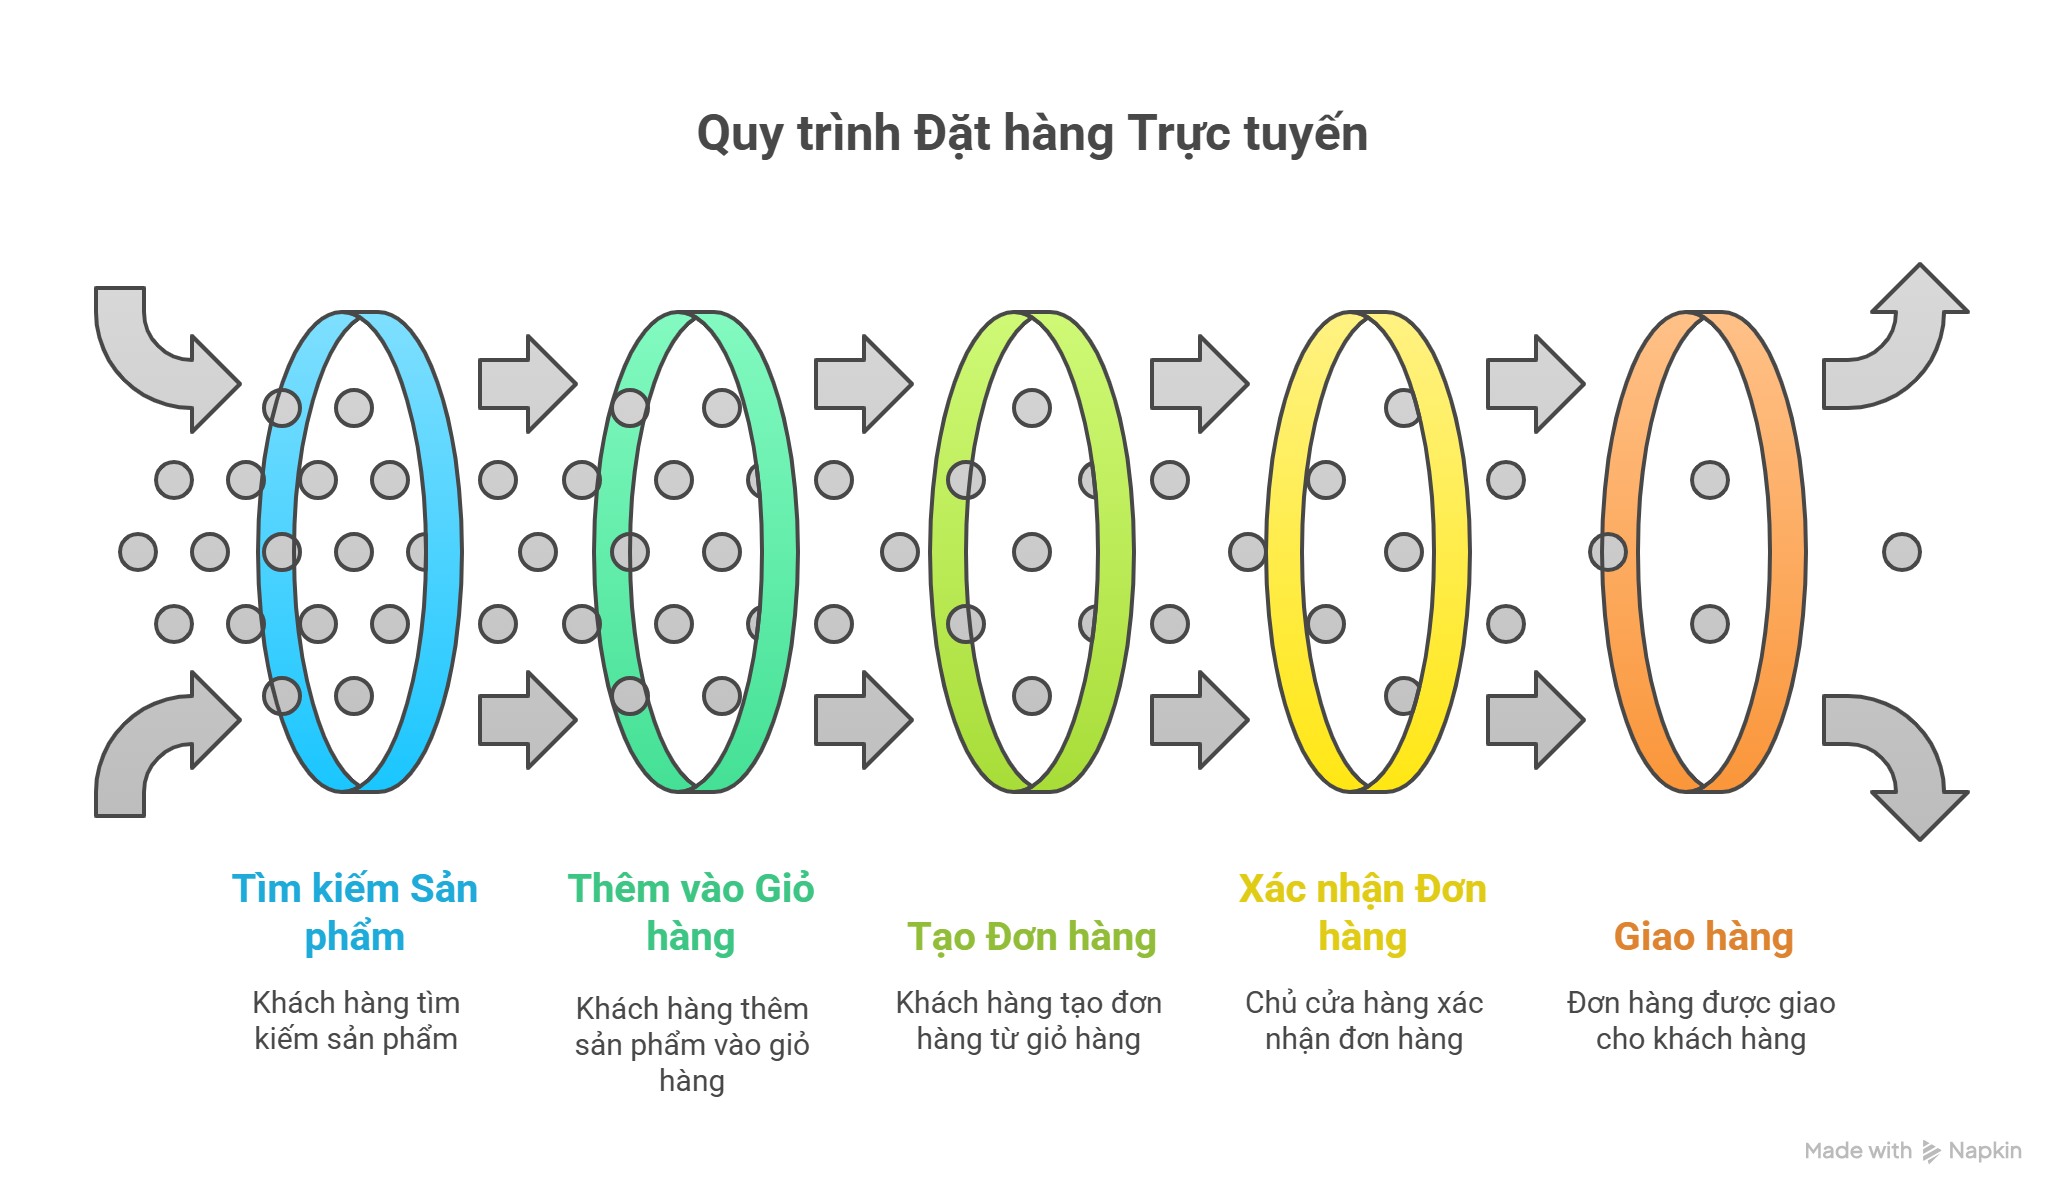 Quy trình Đặt hàng Trực tuyến
Tìm kiếm Sản
phẩm
Khách hàng tìm
kiếm sản phẩm
Thêm vào Giỏ
hàng
Khách hàng thêm
sản phẩm vào giỏ
hàng
Tạo Đơn hàng
Khách hàng tạo đơn
hàng từ giỏ hàng
Xác nhận Đơn
hàng
Chủ cửa hàng xác
nhận đơn hàng
Giao hàng
Đơn hàng được giao
cho khách hàng
Made with Napkin